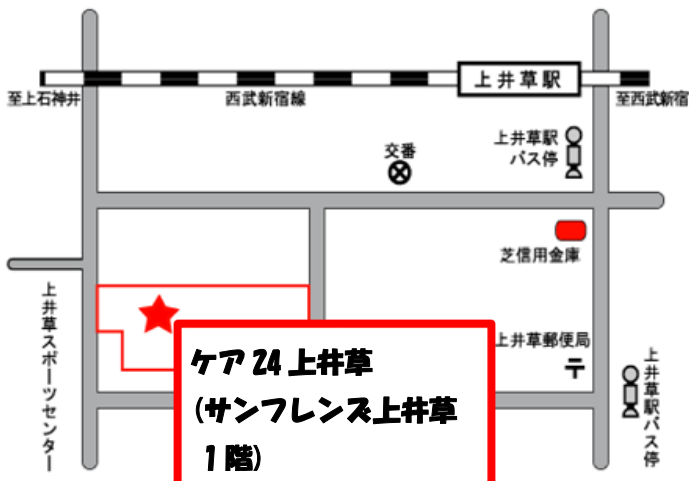 上井草駅
至上石神井
西武新宿線
至西武新宿
上井草駅
バス停
交番
芝信用金庫
上井草スポーツセンター
上井草郵便局
〒
上井草駅バス停
ケア24上井草
(サンフレンズ上井草
1階)